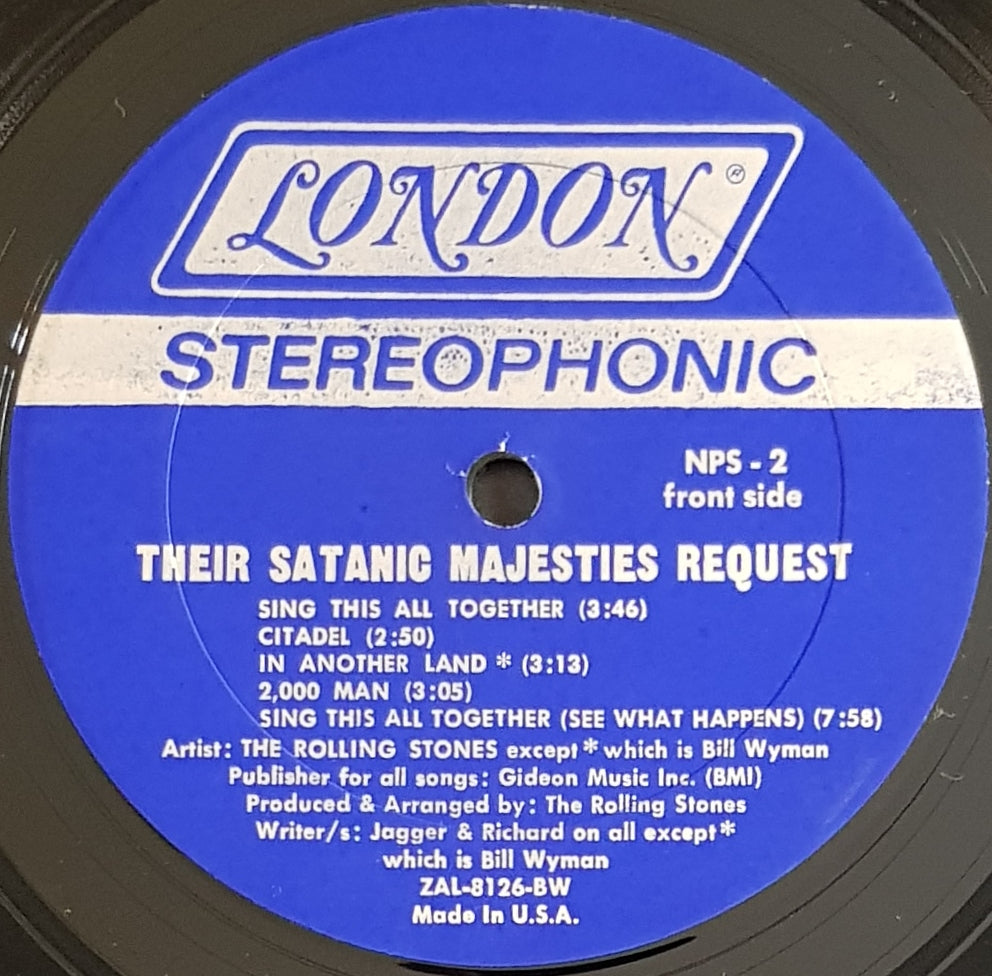 LONDON ®
STEREOPHONIC
NPS - 2
front side
THEIR SATANIC MAJESTIES REQUEST
SING THIS ALL TOGETHER (3:46)
CITADEL (2:50)
IN ANOTHER LAND * (3:13)
2,000 MAN (3:05)
SING THIS ALL TOGETHER (SEE WHAT HAPPENS) (7:58)
Artist: THE ROLLING STONES except * which is Bill Wyman
Publisher for all songs: Gideon Music Inc. (BMI)
Produced & Arranged by: The Rolling Stones
Writer/s: Jagger & Richard on all except *
which is Bill Wyman
ZAL-8126-BW
Made In U.S.A.